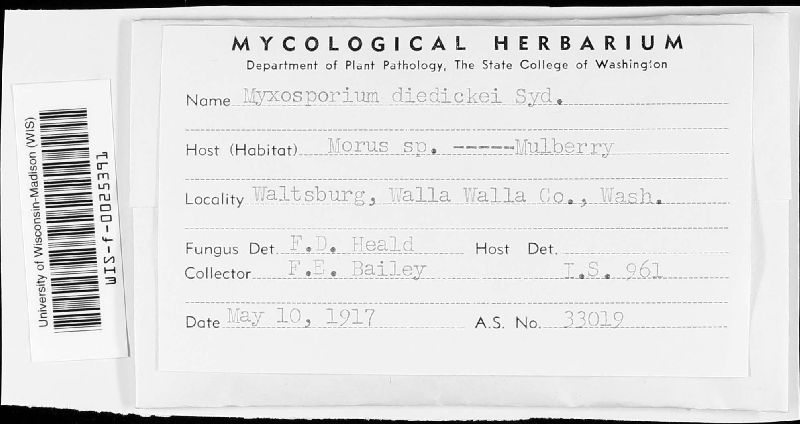 MYCOLOGICAL HERBARIUM
Department of Plant Pathology, The State College of Washington
Name Myxosporium diedickei Syd.
Host (Habitat) Morus sp. -----Mulberry
Locality Waltsburg, Walla Walla Co., Wash.
Fungus Det. F.D. Heald Host Det.
Collector F.E. Bailey I.S. 961
Date May 10, 1917 A.S. No. 33019
University of Wisconsin-Madison (WIS)
WIS-f-0025391